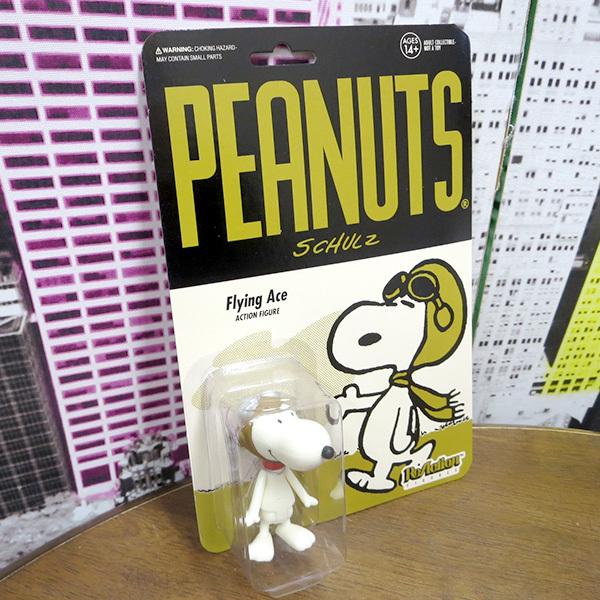 ⚠WARNING: CHOKING HAZARD-
MAY CONTAIN SMALL PARTS
AGES
14+
ADULT COLLECTIBLE-
NOT A TOY
PEANUTS®
SCHULZ
Flying Ace
ACTION FIGURE
ReAction
FIGURES